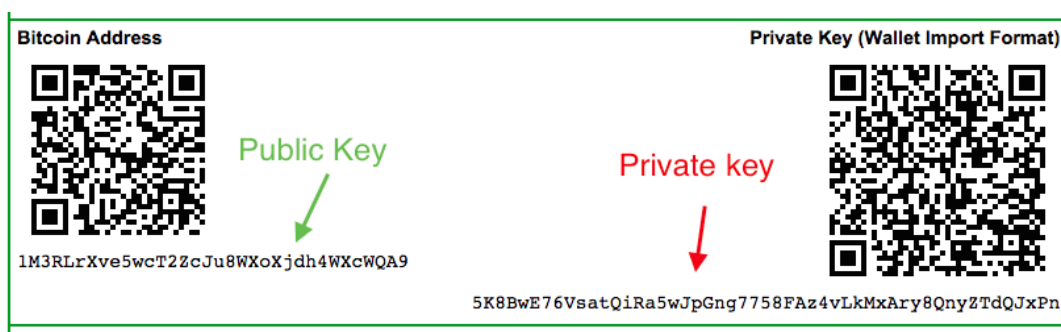 Bitcoin Address
Private Key (Wallet Import Format)
Public Key
Private key
1M3RLrXve5wcT2ZcJu8WXoXjdh4WXcWQA9
5K8BwE76VsatQiRa5wJpGng7758FAz4vLkMxAry8QnyZTdQJxPn